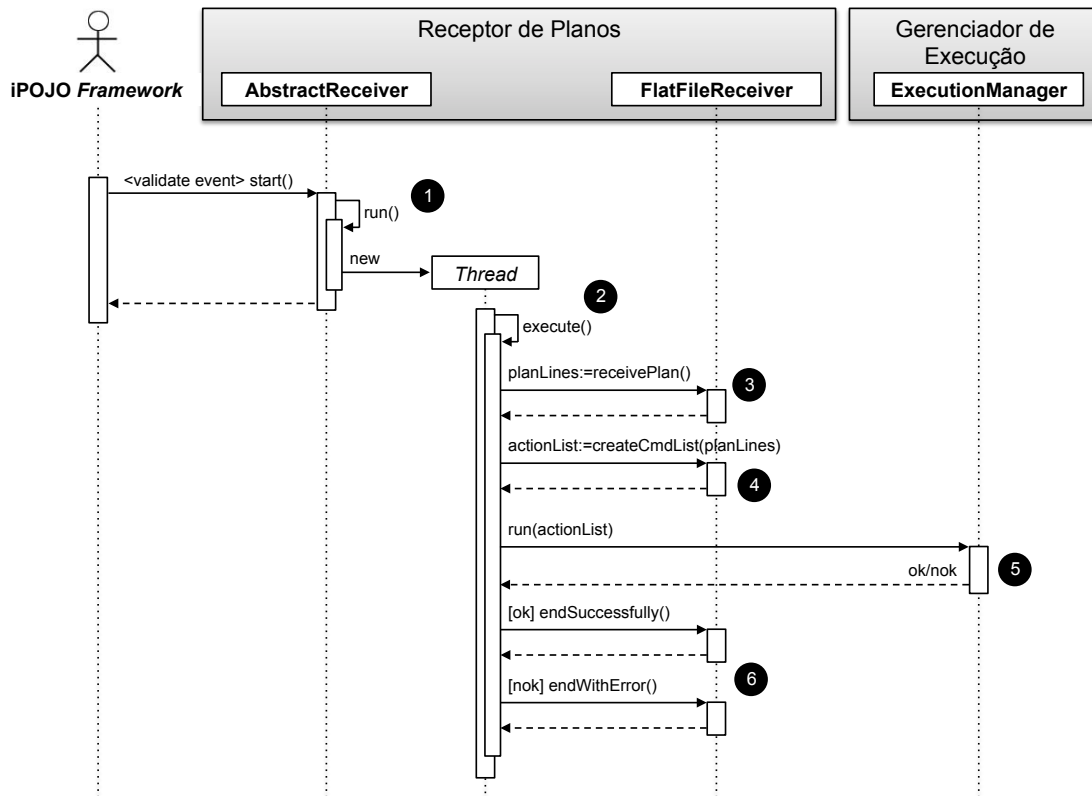 Receptor de Planos
Gerenciador de
Execução
iPOJO Framework
AbstractReceiver
FlatFileReceiver
ExecutionManager
<validate event> start()
1
run()
new
Thread
2
execute()
planLines:=receivePlan()
3
actionList:=createCmdList(planLines)
4
run(actionList)
ok/nok
5
[ok] endSuccessfully()
6
[nok] endWithError()